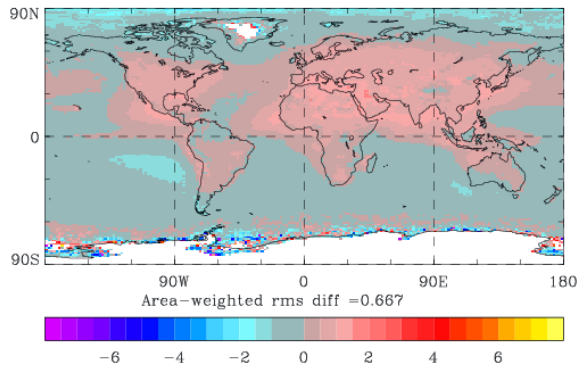 90N
0
90S
90W 0 90E 180
Area-weighted rms diff =0.667
−6 −4 −2 0 2 4 6